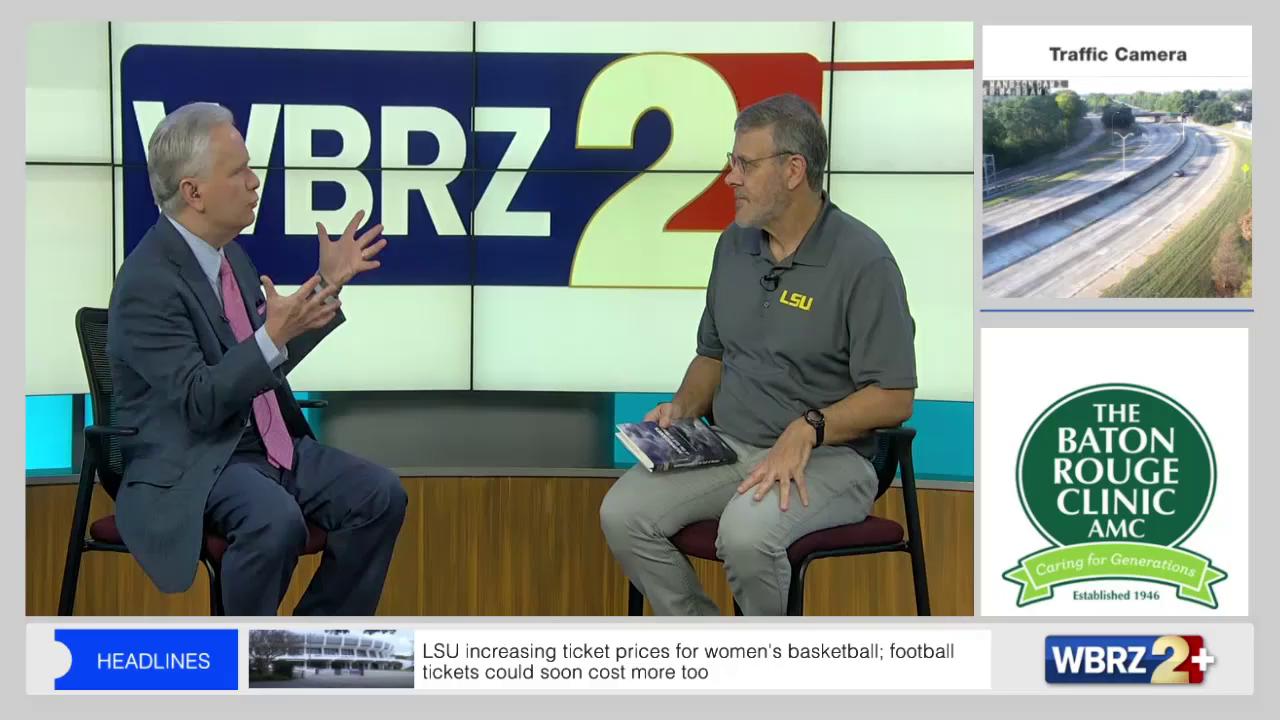 WBRZ 2
LSU
Traffic Camera
THE
BATON
ROUGE
CLINIC
AMC
Caring for Generations
Established 1946
HEADLINES
LSU increasing ticket prices for women's basketball; football
tickets could soon cost more too
WBRZ 2+